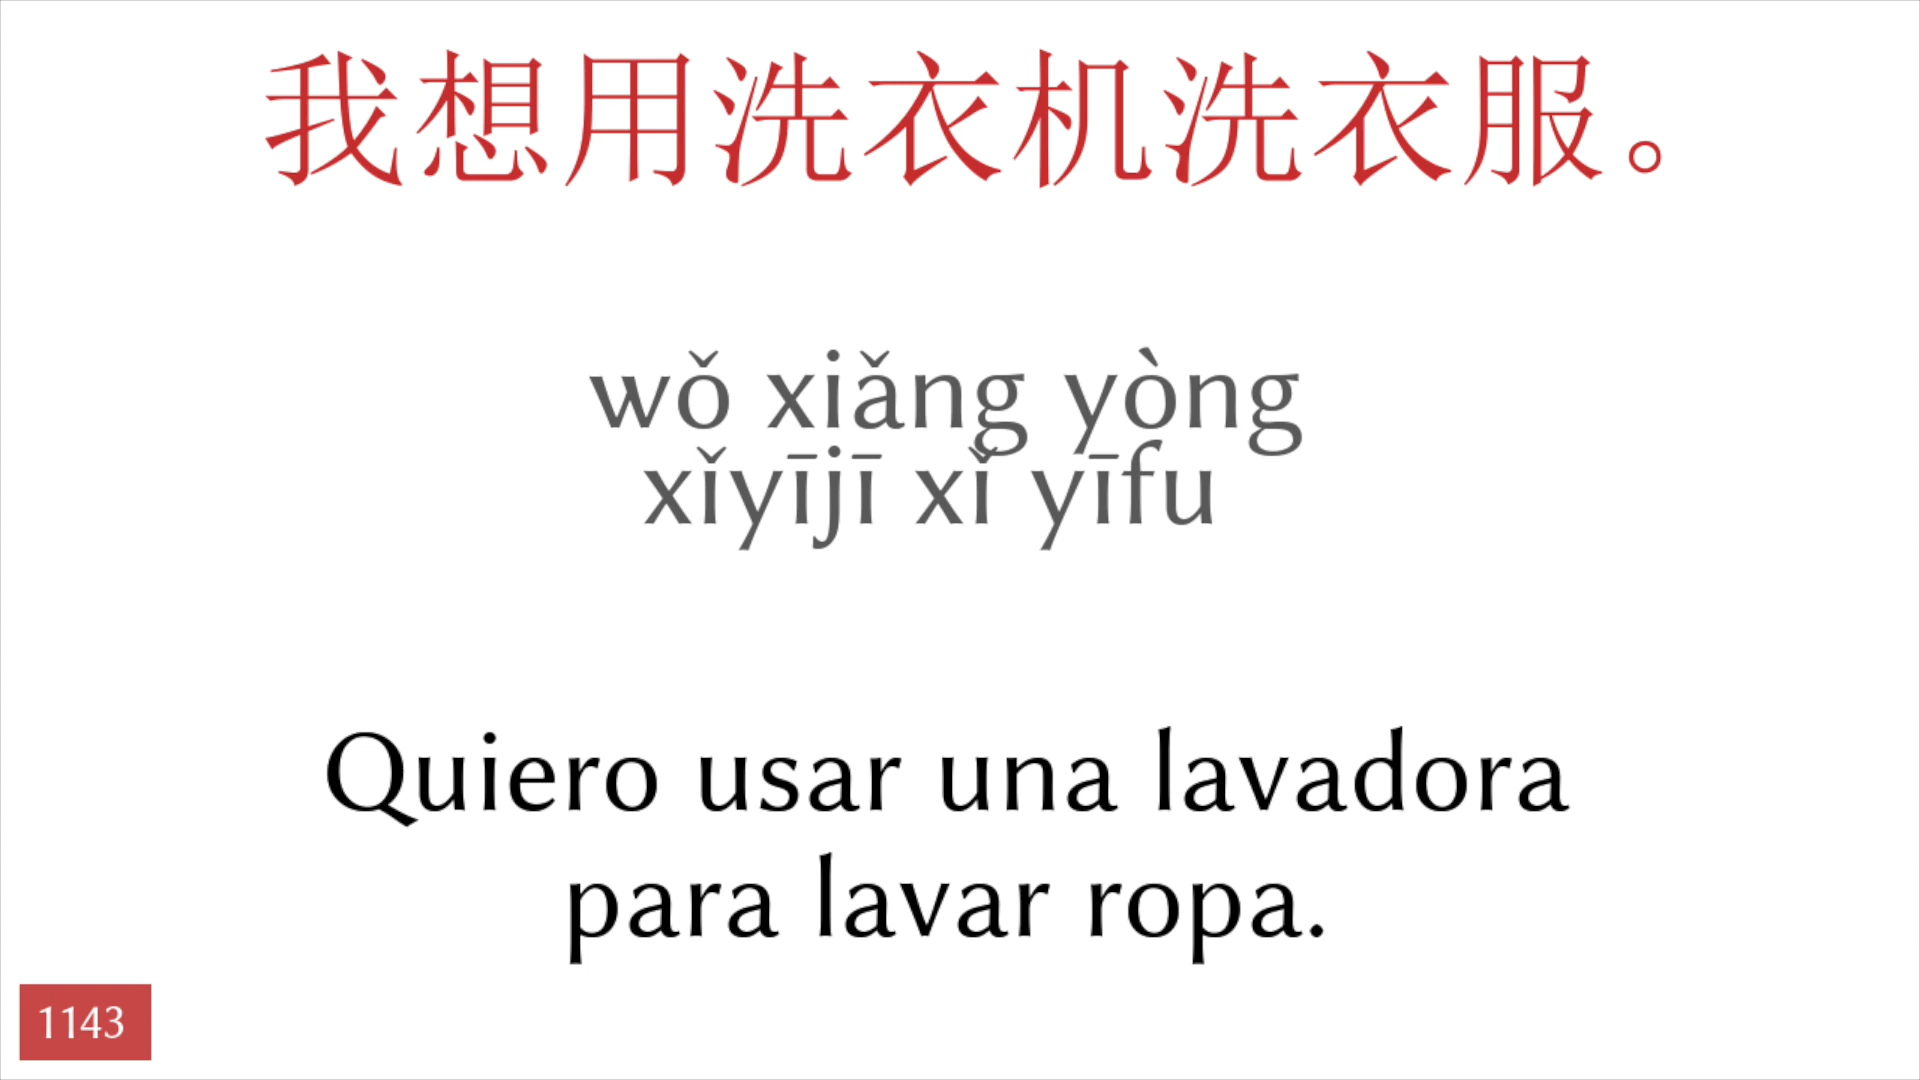 我想用洗衣机洗衣服。
wǒ xiǎng yòng
xǐyījī xǐ yīfu
Quiero usar una lavadora
para lavar ropa.
1143